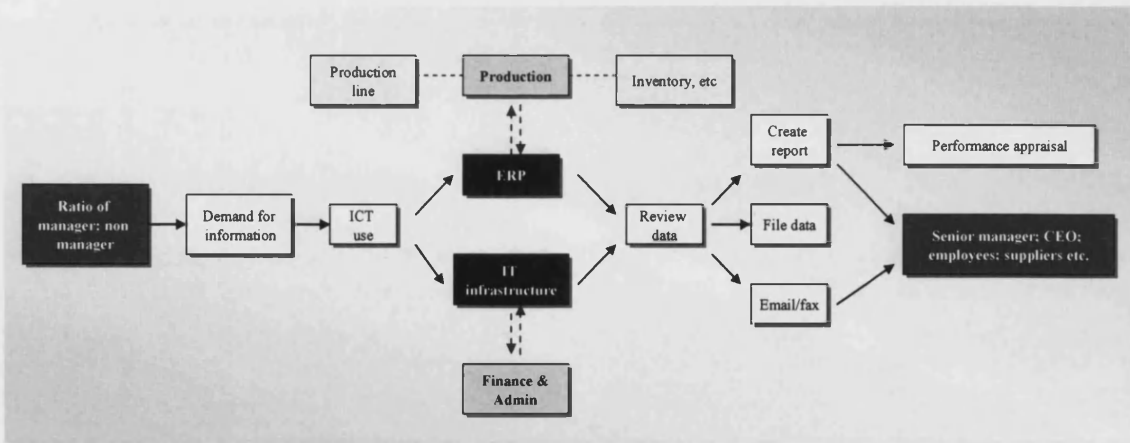 Production
line
Production
Inventory, etc
Create
report
Performance appraisal
ERP
Ratio of
manager: non
manager
Demand for
information
ICT
use
Review
data
File data
Senior manager; CEO;
employees; suppliers etc.
IT
infrastructure
Email/fax
Finance &
Admin